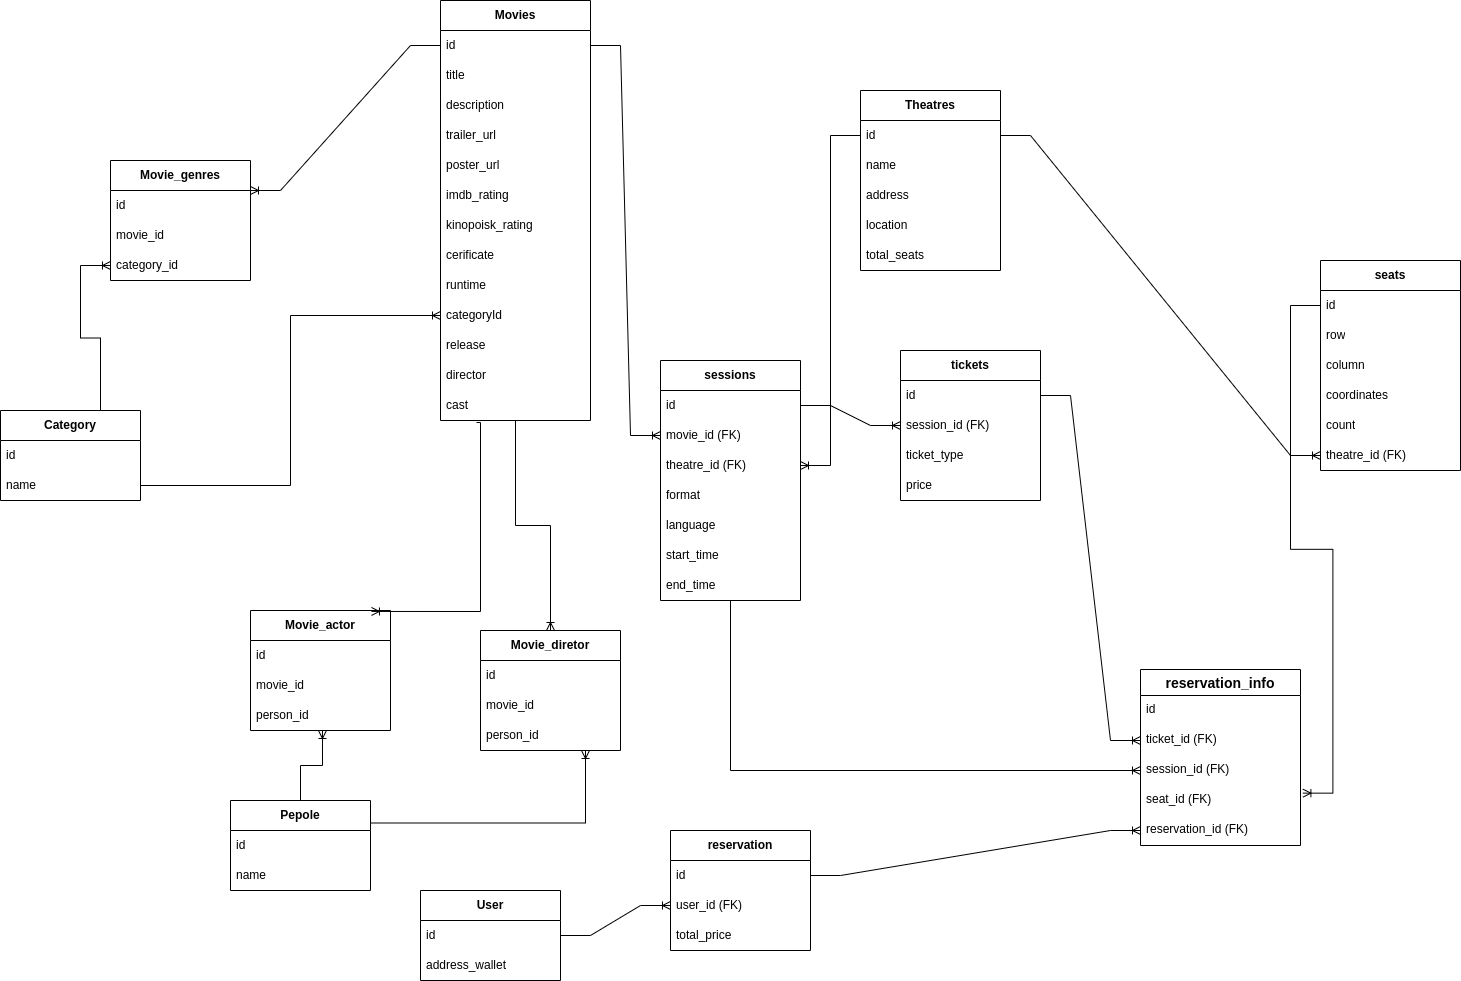 Movies
id
title
description
trailer_url
poster_url
imdb_rating
kinopoisk_rating
cerificate
runtime
categoryId
release
director
cast
Movie_genres
id
movie_id
category_id
Category
id
name
Theatres
id
name
address
location
total_seats
seats
id
row
column
coordinates
count
theatre_id (FK)
sessions
id
movie_id (FK)
theatre_id (FK)
format
language
start_time
end_time
tickets
id
session_id (FK)
ticket_type
price
Movie_actor
id
movie_id
person_id
Movie_diretor
id
movie_id
person_id
reservation_info
id
ticket_id (FK)
session_id (FK)
seat_id (FK)
reservation_id (FK)
Pepole
id
name
reservation
id
user_id (FK)
total_price
User
id
address_wallet